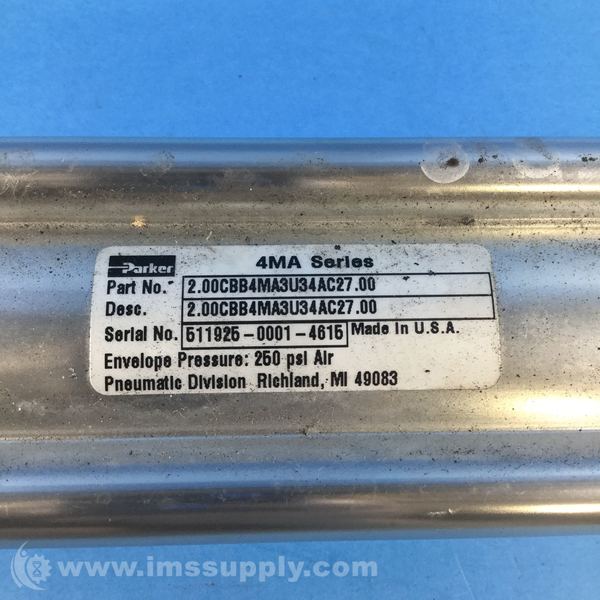 Parker
4MA Series
Part No. 2.00CBB4MA3U34AC27.00
Desc. 2.00CBB4MA3U34AC27.00
Serial No. 511925-0001-4615 Made In U.S.A.
Envelope Pressure: 250 psi Air
Pneumatic Division Richland, MI 49083
www.imssupply.com/